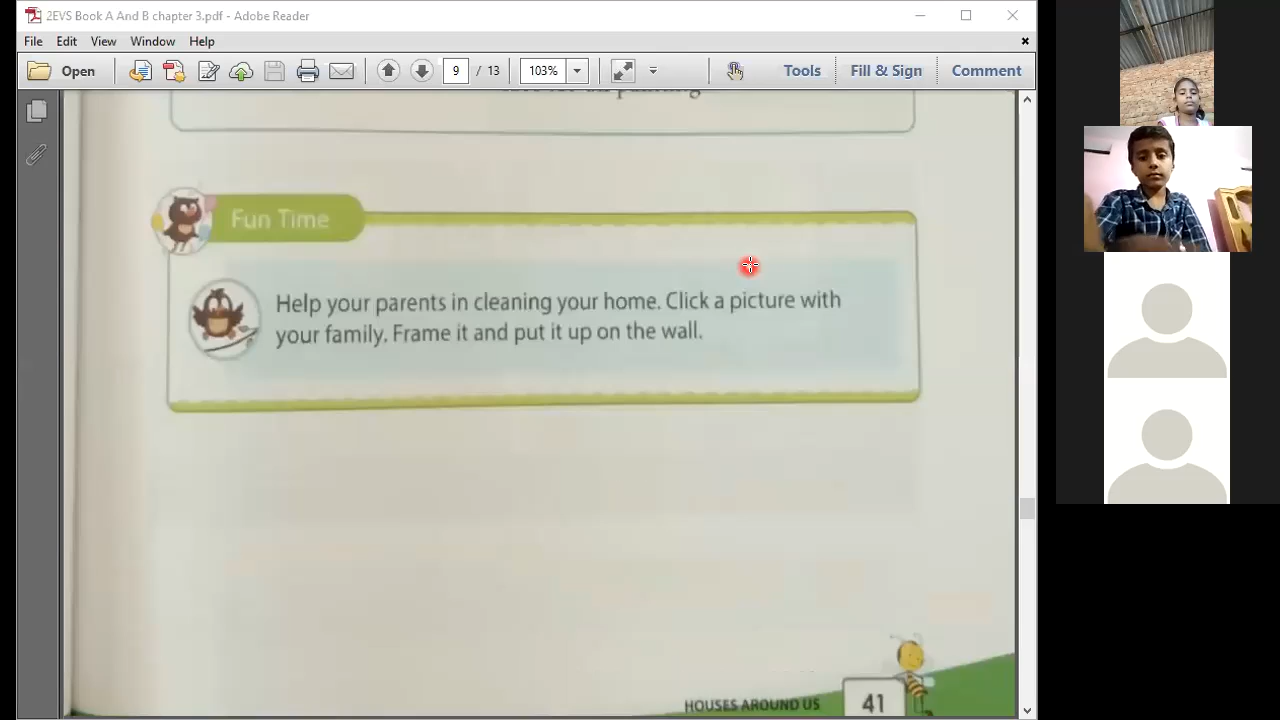 2EVS Book A And B chapter 3.pdf - Adobe Reader
File Edit View Window Help
Open 9 / 13 103% Tools Fill & Sign Comment
painting
Fun Time
Help your parents in cleaning your home. Click a picture with
your family. Frame it and put it up on the wall.
HOUSES AROUND US 41